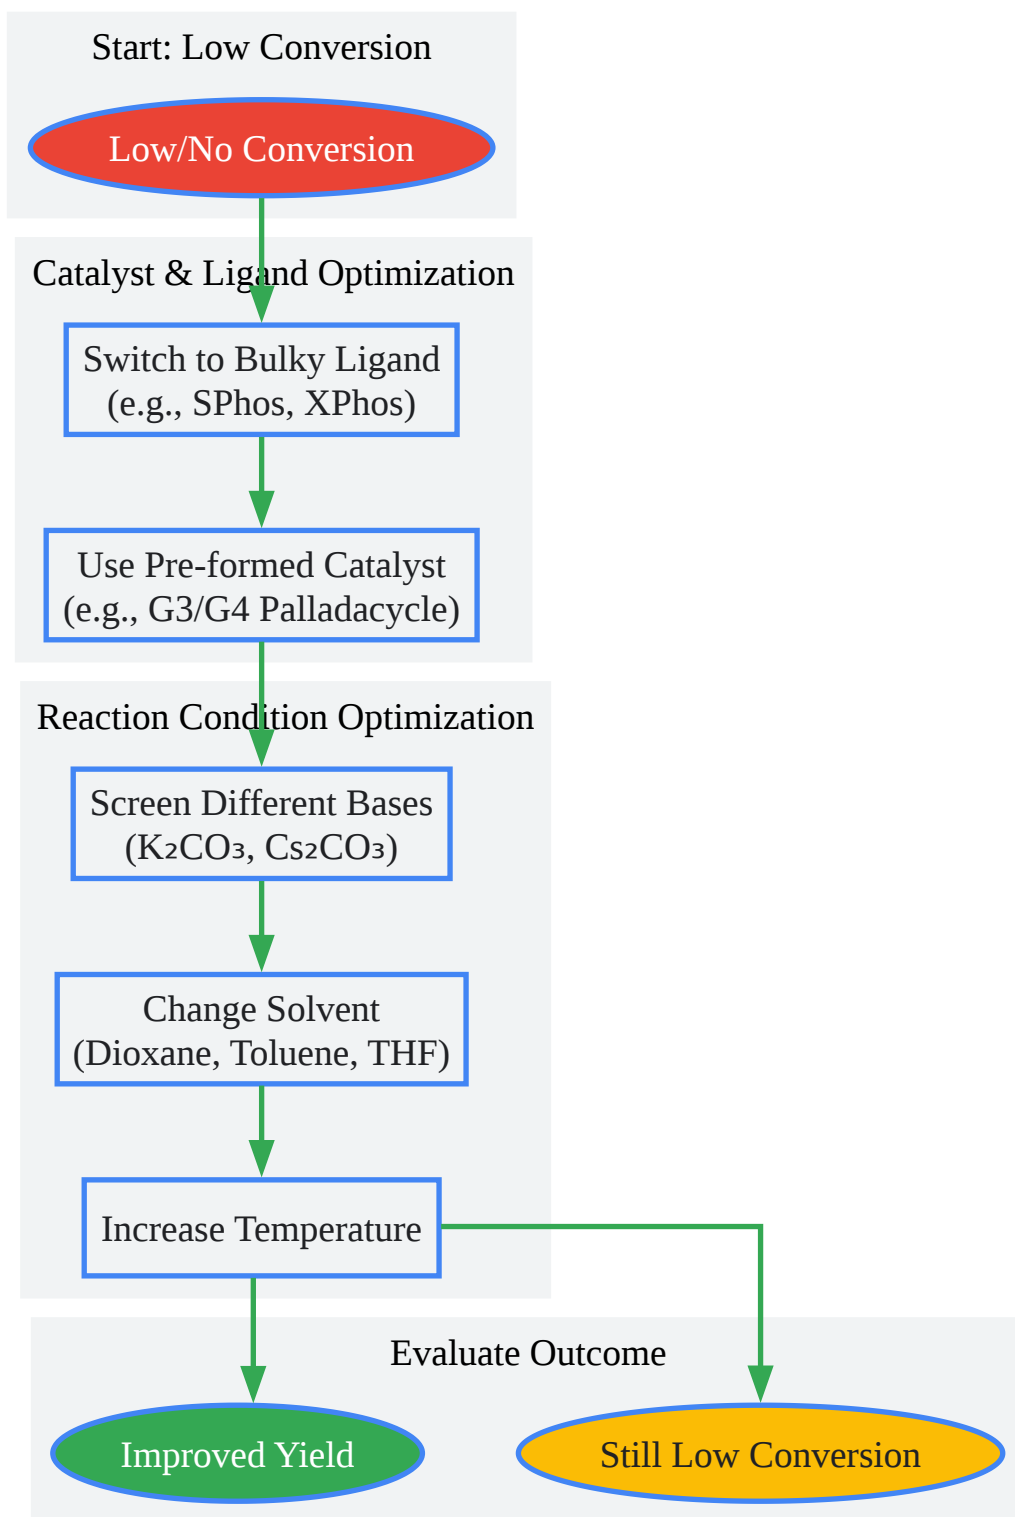 Start: Low Conversion
Low/No Conversion
Catalyst & Ligand Optimization
Switch to Bulky Ligand
(e.g., SPhos, XPhos)
Use Pre-formed Catalyst
(e.g., G3/G4 Palladacycle)
Reaction Condition Optimization
Screen Different Bases
(K₂CO₃, Cs₂CO₃)
Change Solvent
(Dioxane, Toluene, THF)
Increase Temperature
Evaluate Outcome
Improved Yield
Still Low Conversion